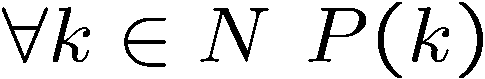 ∀k ∈ N P(k)